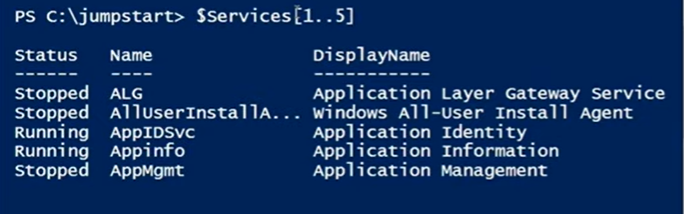 PS C:\jumpstart> $Services[1..5]
Status Name DisplayName
------ ---- -----------
Stopped ALG Application Layer Gateway Service
Stopped AllUserInstallA... Windows All-User Install Agent
Running AppIDSvc Application Identity
Running Appinfo Application Information
Stopped AppMgmt Application Management